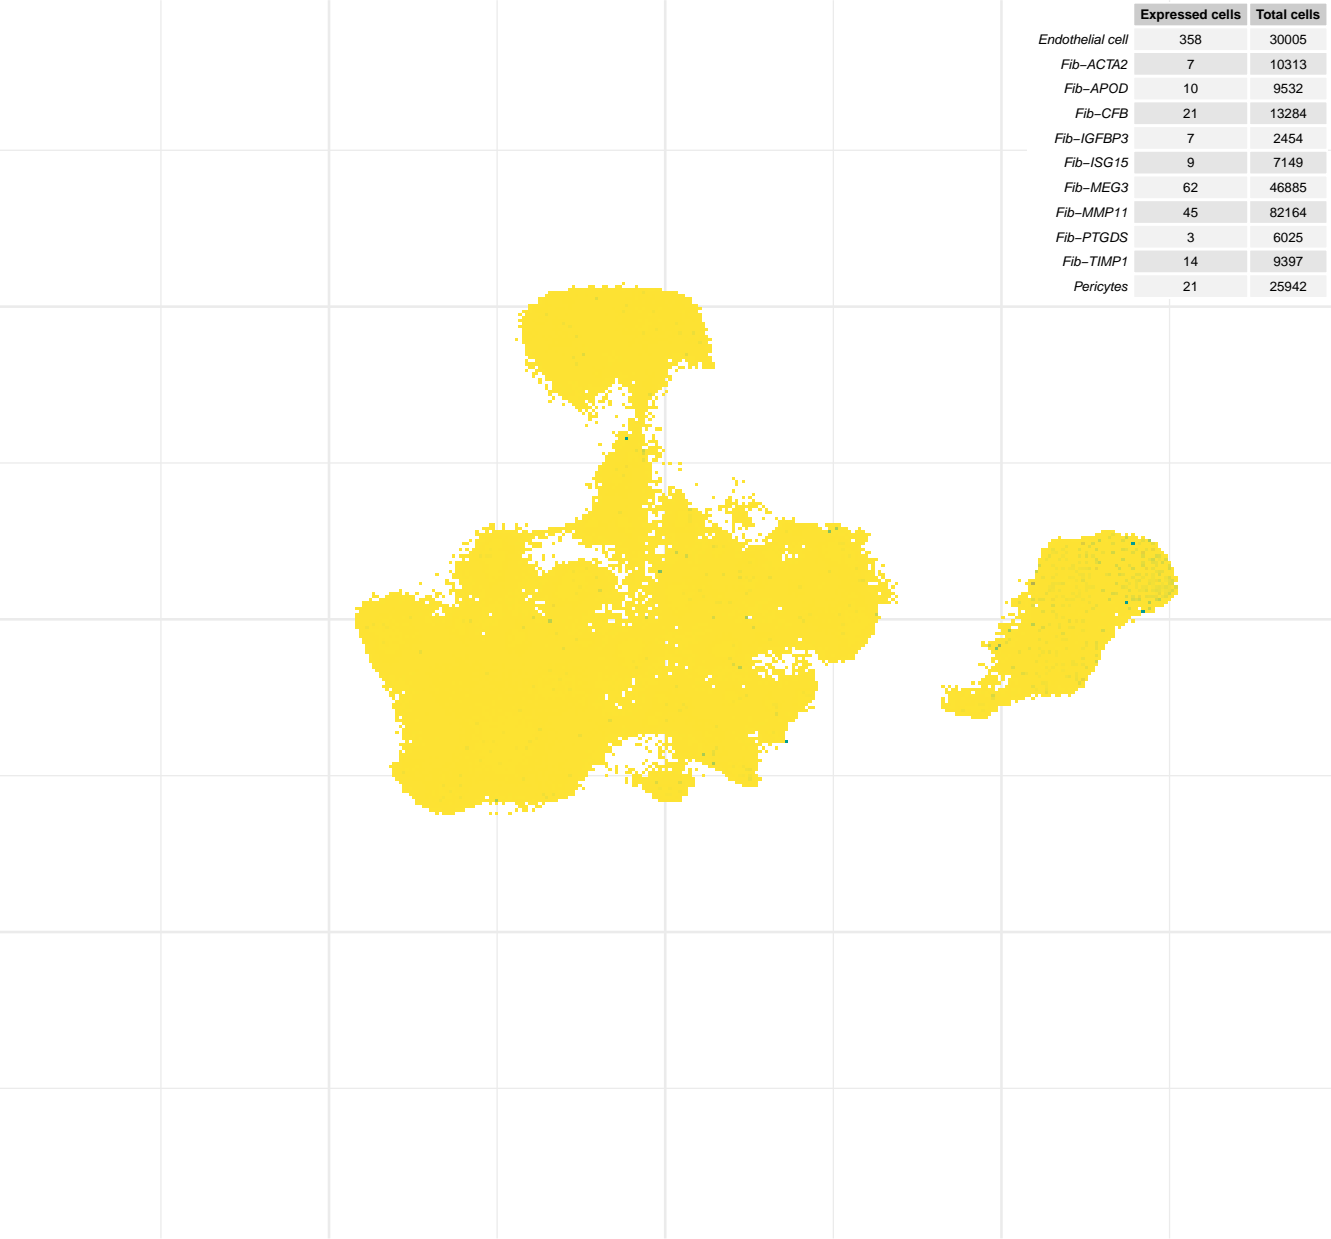 Expressed cells Total cells
Endothelial cell 358 30005
Fib−ACTA2 7 10313
Fib−APOD 10 9532
Fib−CFB 21 13284
Fib−IGFBP3 7 2454
Fib−ISG15 9 7149
Fib−MEG3 62 46885
Fib−MMP11 45 82164
Fib−PTGDS 3 6025
Fib−TIMP1 14 9397
Pericytes 21 25942